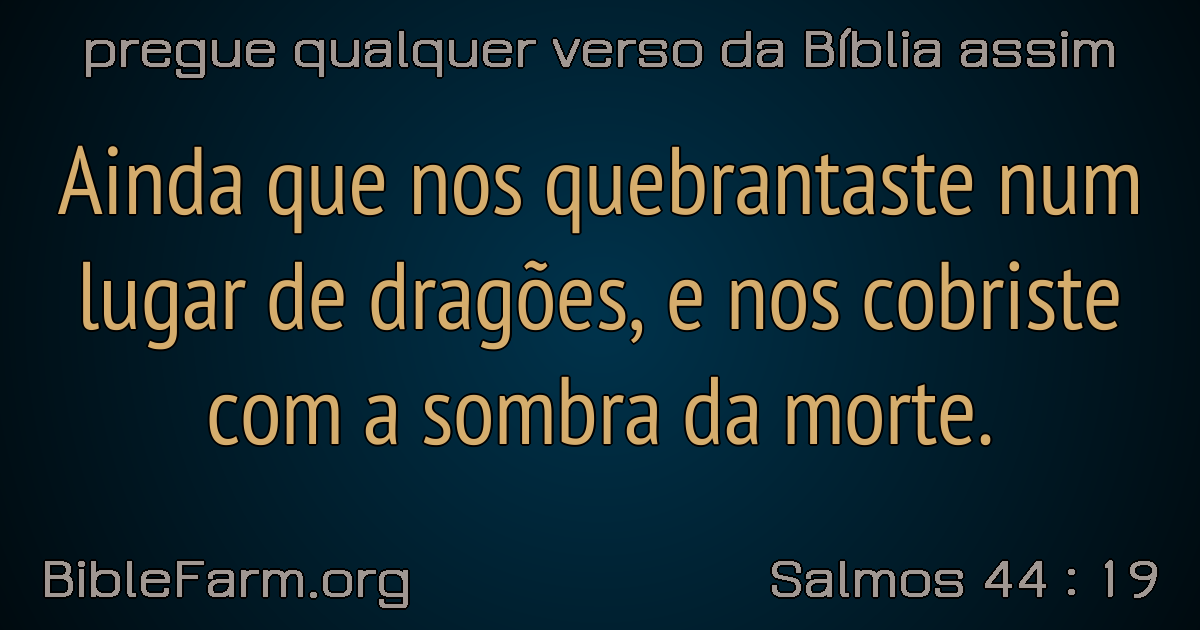 pregue qualquer verso da Bíblia assim
Ainda que nos quebrantaste num
lugar de dragões, e nos cobriste
com a sombra da morte.
BibleFarm.org
Salmos 44 : 19